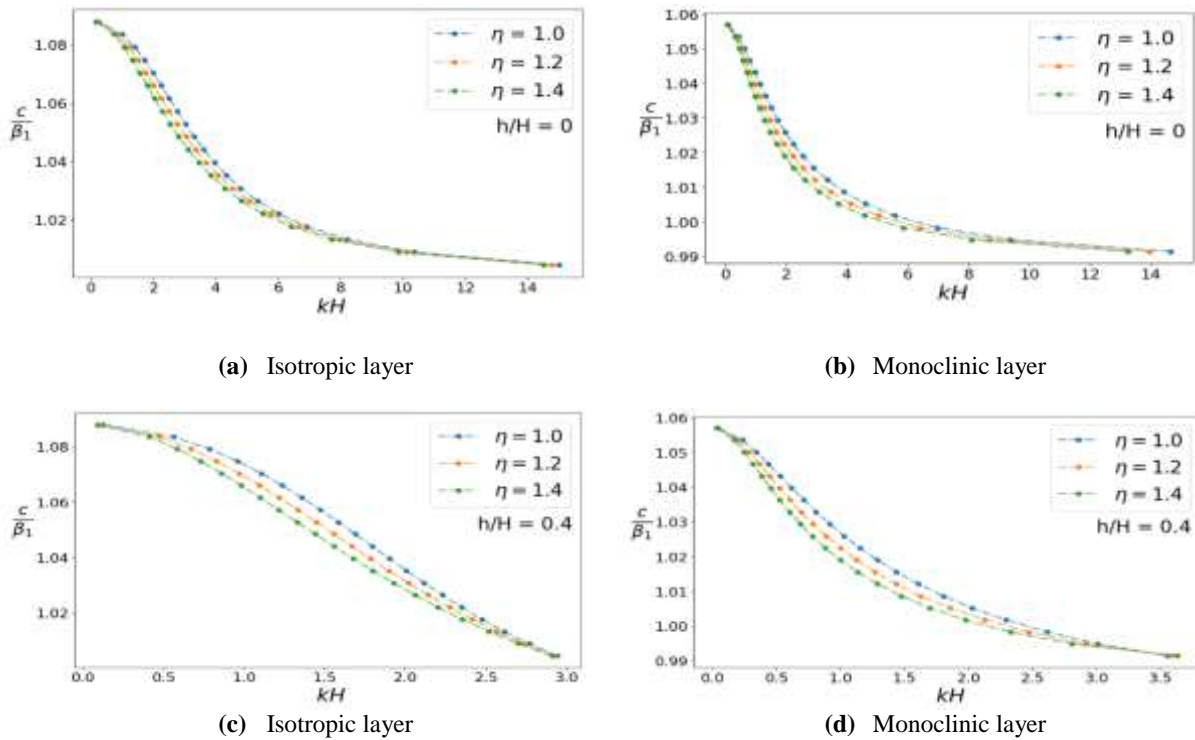 1.08
1.06
1.04
1.02
c/β₁
η = 1.0
η = 1.2
η = 1.4
h/H = 0
0 2 4 6 8 10 12 14
kH
(a) Isotropic layer
1.06
1.05
1.04
1.03
1.02
1.01
1.00
0.99
c/β₁
η = 1.0
η = 1.2
η = 1.4
h/H = 0
0 2 4 6 8 10 12 14
kH
(b) Monoclinic layer
1.08
1.06
1.04
1.02
c/β₁
η = 1.0
η = 1.2
η = 1.4
h/H = 0.4
0.0 0.5 1.0 1.5 2.0 2.5 3.0
kH
(c) Isotropic layer
1.06
1.05
1.04
1.03
1.02
1.01
1.00
0.99
c/β₁
η = 1.0
η = 1.2
η = 1.4
h/H = 0.4
0.0 0.5 1.0 1.5 2.0 2.5 3.0 3.5
kH
(d) Monoclinic layer